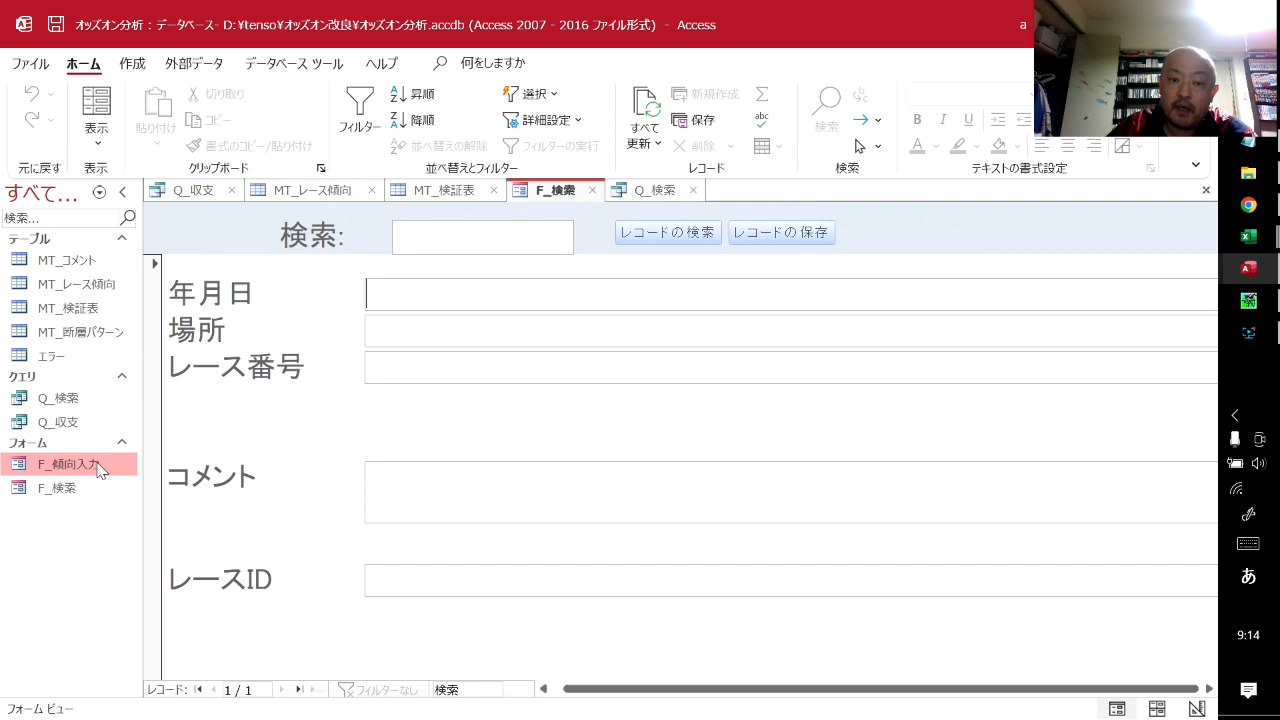 オッズオン分析 : データベース- D:¥tenso¥オッズオン改良¥オッズオン分析.accdb (Access 2007 - 2016 ファイル形式) - Access
a
ファイル ホーム 作成 外部データ データベース ツール ヘルプ 何をしますか
表示
貼り付け
切り取り
コピー
書式のコピー/貼り付け
フィルター
昇順
降順
並べ替えの解除
選択
詳細設定
フィルターの実行
すべて
更新
新規作成
保存
削除
検索
元に戻す 表示 クリップボード 並べ替えとフィルター レコード 検索 テキストの書式設定
すべて...
検索...
テーブル
MT_コメント
MT_レース傾向
MT_検証表
MT_断層パターン
エラー
クエリ
Q_検索
Q_収支
フォーム
F_傾向入力
F_検索
Q_収支 MT_レース傾向 MT_検証表 F_検索 Q_検索
検索: レコードの検索 レコードの保存
年月日
場所
レース番号
コメント
レースID
レコード: 1 / 1 フィルターなし 検索
フォーム ビュー
あ
9:14